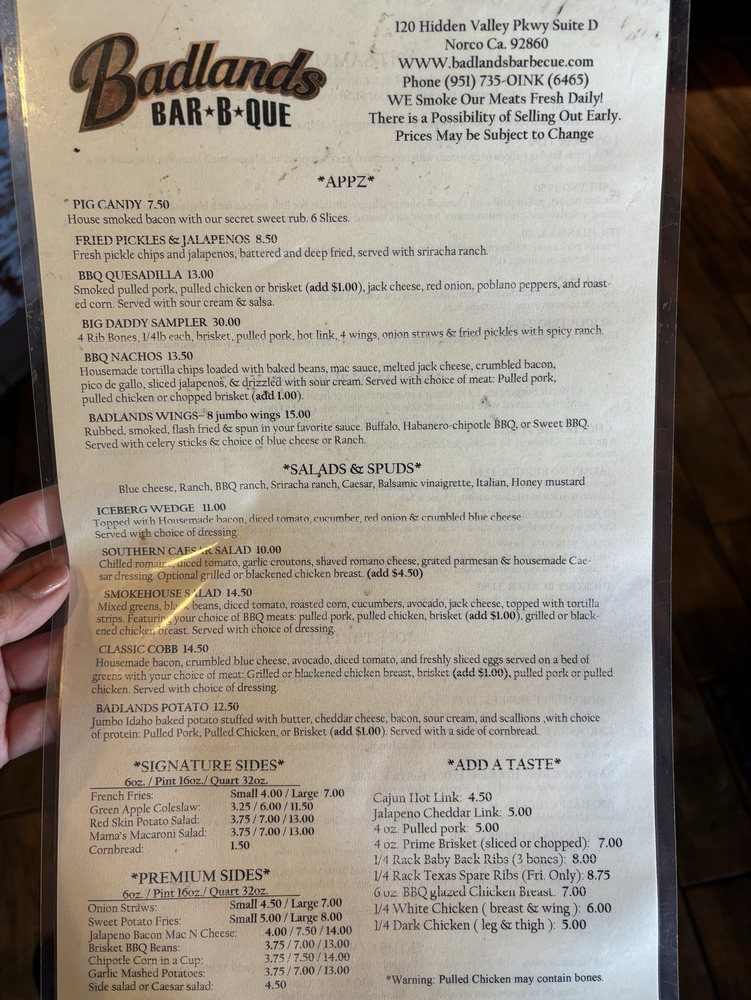 Badlands
BAR★B★QUE
120 Hidden Valley Pkwy Suite D
Norco Ca. 92860
WWW.badlandsbarbecue.com
Phone (951) 735-OINK (6465)
WE Smoke Our Meats Fresh Daily!
There is a Possibility of Selling Out Early.
Prices May be Subject to Change
*APPZ*
PIG CANDY 7.50
House smoked bacon with our secret sweet rub. 6 Slices.
FRIED PICKLES & JALAPENOS 8.50
Fresh pickle chips and jalapenos, battered and deep fried, served with sriracha ranch.
BBQ QUESADILLA 13.00
Smoked pulled pork, pulled chicken or brisket (add $1.00), jack cheese, red onion, poblano peppers, and roast-
ed corn. Served with sour cream & salsa.
BIG DADDY SAMPLER 30.00
4 Rib Bones, 1/4lb each, brisket, pulled pork, hot link, 4 wings, onion straws & fried pickles with spicy ranch.
BBQ NACHOS 13.50
Housemade tortilla chips loaded with baked beans, mac sauce, melted jack cheese, crumbled bacon,
pico de gallo, sliced jalapenos, & drizzled with sour cream. Served with choice of meat: Pulled pork,
pulled chicken or chopped brisket (add 1.00).
BADLANDS WINGS– 8 jumbo wings 15.00
Rubbed, smoked, flash fried & spun in your favorite sauce. Buffalo, Habanero-chipotle BBQ, or Sweet BBQ.
Served with celery sticks & choice of blue cheese or Ranch.
*SALADS & SPUDS*
Blue cheese, Ranch, BBQ ranch, Sriracha ranch, Caesar, Balsamic vinaigrette, Italian, Honey mustard
ICEBERG WEDGE 11.00
Topped with Housemade bacon, diced tomato, cucumber, red onion & crumbled blue cheese
Served with choice of dressing.
SOUTHERN CAESAR SALAD 10.00
Chilled romaine, diced tomato, garlic croutons, shaved romano cheese, grated parmesan & housemade Cae-
sar dressing. Optional grilled or blackened chicken breast. (add $4.50)
SMOKEHOUSE SALAD 14.50
Mixed greens, black beans, diced tomato, roasted corn, cucumbers, avocado, jack cheese, topped with tortilla
strips. Featuring your choice of BBQ meats: pulled pork, pulled chicken, brisket (add $1.00), grilled or black-
ened chicken breast. Served with choice of dressing.
CLASSIC COBB 14.50
Housemade bacon, crumbled blue cheese, avocado, diced tomato, and freshly sliced eggs served on a bed of
greens with your choice of meat: Grilled or blackened chicken breast, brisket (add $1.00), pulled pork or pulled
chicken. Served with choice of dressing.
BADLANDS POTATO 12.50
Jumbo Idaho baked potato stuffed with butter, cheddar cheese, bacon, sour cream, and scallions ,with choice
of protein: Pulled Pork, Pulled Chicken, or Brisket (add $1.00). Served with a side of cornbread.
*SIGNATURE SIDES*
6oz. / Pint 16oz./ Quart 32oz.
French Fries: Small 4.00 / Large 7.00
Green Apple Coleslaw: 3.25 / 6.00 / 11.50
Red Skin Potato Salad: 3.75 / 7.00 / 13.00
Mama's Macaroni Salad: 3.75 / 7.00 / 13.00
Cornbread: 1.50
*PREMIUM SIDES*
6oz. / Pint 16oz./ Quart 32oz.
Onion Straws: Small 4.50 / Large 7.00
Sweet Potato Fries: Small 5.00 / Large 8.00
Jalapeno Bacon Mac N Cheese: 4.00 / 7.50 / 14.00
Brisket BBQ Beans: 3.75 / 7.00 / 13.00
Chipotle Corn in a Cup: 3.75 / 7.50 / 14.00
Garlic Mashed Potatoes: 3.75 / 7.00 / 13.00
Side salad or Caesar salad: 4.50
*ADD A TASTE*
Cajun Hot Link: 4.50
Jalapeno Cheddar Link: 5.00
4 oz. Pulled pork: 5.00
4 oz. Prime Brisket (sliced or chopped): 7.00
1/4 Rack Baby Back Ribs (3 bones): 8.00
1/4 Rack Texas Spare Ribs (Fri. Only): 8.75
6 oz. BBQ glazed Chicken Breast: 7.00
1/4 White Chicken ( breast & wing ): 6.00
1/4 Dark Chicken ( leg & thigh ): 5.00
*Warning: Pulled Chicken may contain bones.